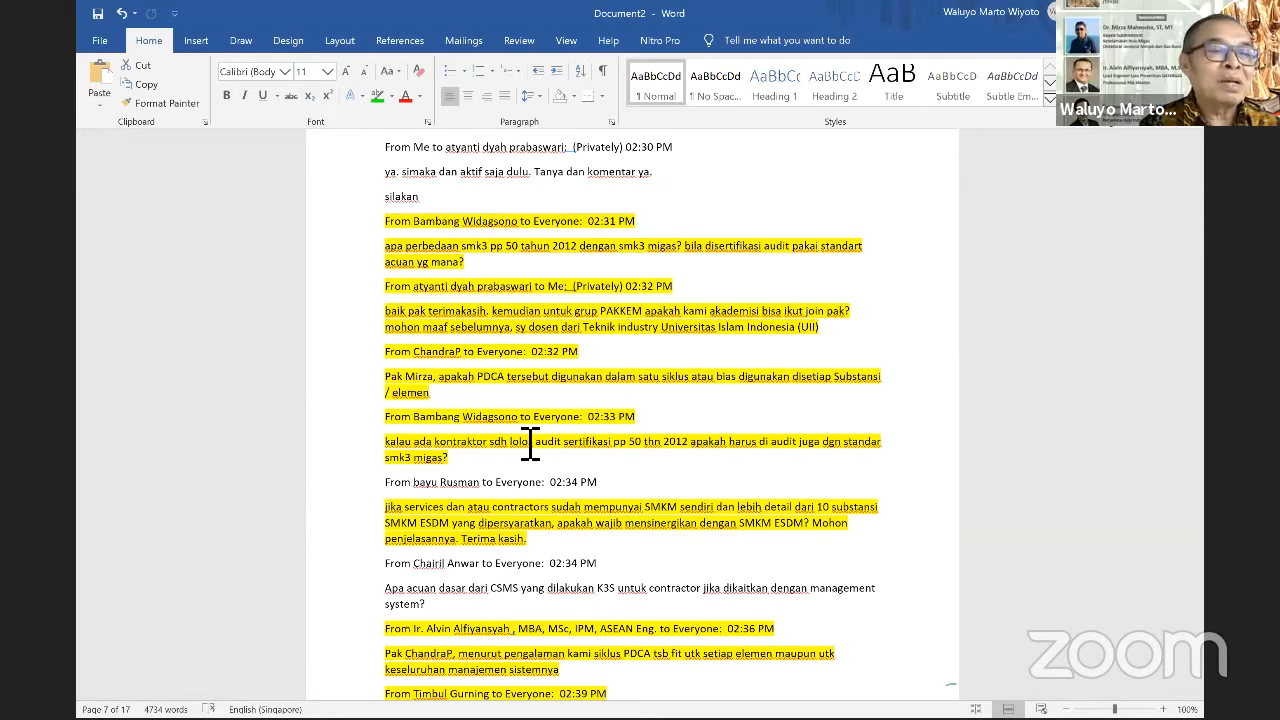 Document2 - Word
Waluyo Marto Wiyoto
File
Home
Insert
Nitro Pro
Tell me what you want to do
Paste
Cut
Copy
Format Painter
Clipboard
Calibri (Body)
11
Font
Paragraph
AaBbCcDd
AaBbCcDd
AaBbCc
AaBbCcC
AaB
AaBbCcD
AaBbCcDd
¶ Normal
¶ No Spac...
Heading 1
Heading 2
Title
Subtitle
Subtle Em...
Styles
Dr. Mirza Mahendra, ST, MT
Ir. Alvin Alfiyansyah, MBA, M.S
Waluyo Marto...
From Me to atyanti dyah prabaswari: (Privately) 02:30 PM
ya. simaka dan aktif saja dulu. Tanya dan komentar ya.
silakan
From Bambang Widagsono to Everyone: 02:31 PM
apa perbedaan smk3 pp 50 tahun 2012 dengan smk3 migas? bila disertifikasi audit pakai standart
acuan yg mana?
From atyanti dyah prabaswari to Me: (Privately) 02:32 PM
baik pak terimakasih. kemudian untuk grup PAKKEM apakah kami akademisi bisa ikut join pak?
mohon maaf sebelumnya, sy dosen dari Teknik industry Universitas Islam Indonesia (UII)
From ChandraP to Everyone: 02:32 PM
Pak Mirza, apakah PDCA tersebut digunakan dalam satu siklus atau bias digunakan disetiap Substansi
/ elemen
From Bambang Widagsono to Everyone: 02:33 PM
kalau ada kontraktor sdh lolo audit sertifikasi pp 50 thn 2012 apakah harus di audit juga dgn standar
smk3 migas?
From bayu Rusman to Everyone: 02:34 PM
jika services dan atau contractors sudah mempunyai SMKM sendiri dan lebih detail dari 10 substansi
SMKM ESDM yang dipersyaratkan, apakah wajib mensinergikan dengan SMKM ESDM? Mohon
penjelasannya. Terima kasih.
From Chairil Anwar to Everyone: 02:34 PM
Apa acuan dasar dari CSMS yang dilakukan K3S untuk contractor jika dikaitkan dengan management
system?
From Ir. Alvin Alfiyansyah , MBA, MSc, IPM, ASEAN Eng. to Everyone: 02:36 PM
Pak ChandraP, menurut pengalaman kami siklus PDCA tsb fit utk setiap elemen maupun utk
keseluruhan manajemen sistemnya
From Timbul Gurning to Everyone: 02:39 PM
zoom
Page 7 of 17
4734 words
English (Singapore)
100%